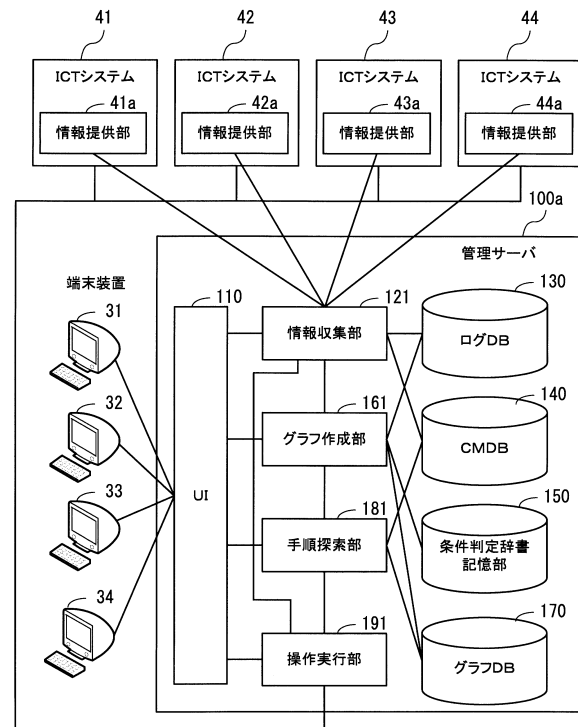 41
42
43
44
ICTシステム
ICTシステム
ICTシステム
ICTシステム
41a
42a
43a
44a
情報提供部
情報提供部
情報提供部
情報提供部
100a
管理サーバ
端末装置
110
121
130
31
情報収集部
ログDB
32
161
140
グラフ作成部
CMDB
UI
33
181
150
手順探索部
条件判定辞書
記憶部
34
191
170
操作実行部
グラフDB